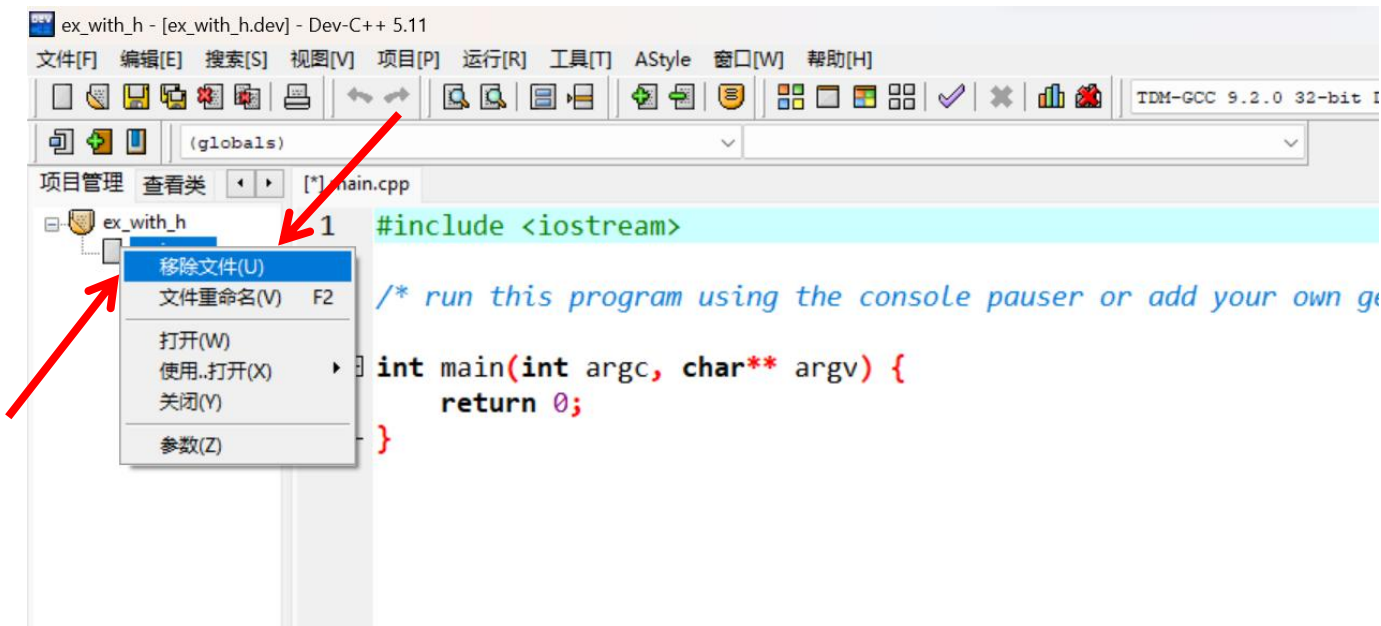 ex_with_h - [ex_with_h.dev] - Dev-C++ 5.11
文件[F] 编辑[E] 搜索[S] 视图[V] 项目[P] 运行[R] 工具[T] AStyle 窗口[W] 帮助[H]
TDM-GCC 9.2.0 32-bit
(globals)
项目管理 查看类 [*] main.cpp
ex_with_h
1 #include <iostream>
移除文件(U)
文件重命名(V) F2
/* run this program using the console pauser or add your own
打开(W)
使用..打开(X)
int main(int argc, char** argv) {
关闭(Y)
return 0;
参数(Z)
}